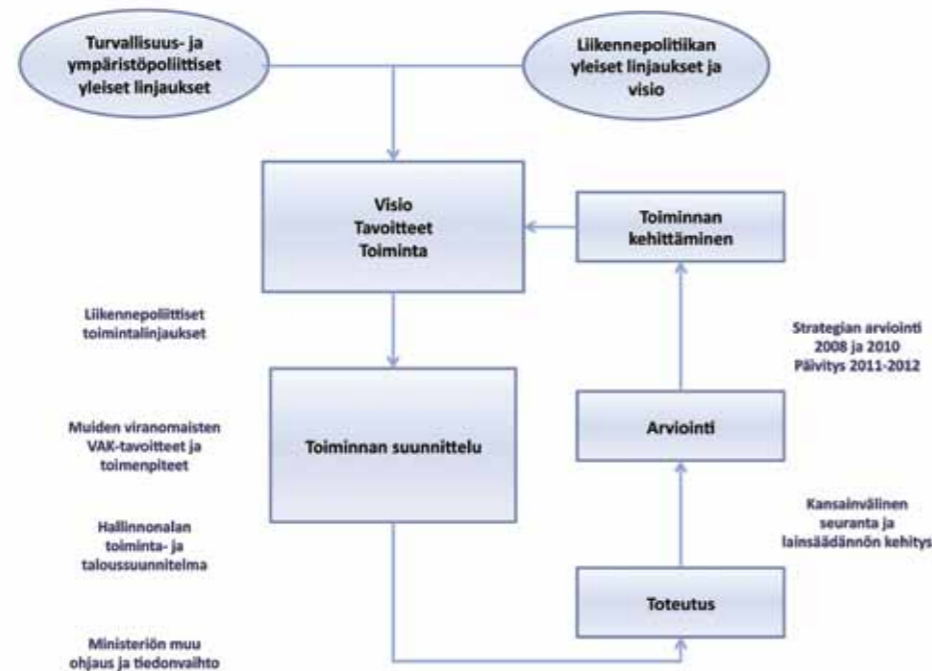 Turvallisuus- ja
ympäristöpoliittiset
yleiset linjaukset
Liikennepolitiikan
yleiset linjaukset ja
visio
Visio
Tavoitteet
Toiminta
Toiminnan
kehittäminen
Liikennepoliittiset
toimintalinjaukset
Strategian arviointi
2008 ja 2010
Päivitys 2011-2012
Muiden viranomaisten
VAK-tavoitteet ja
toimenpiteet
Toiminnan suunnittelu
Arviointi
Hallinnonalan
toiminta- ja
taloussuunnitelma
Kansainvälinen
seuranta ja
lainsäädännön kehitys
Toteutus
Ministeriön muu
ohjaus ja tiedonvaihto